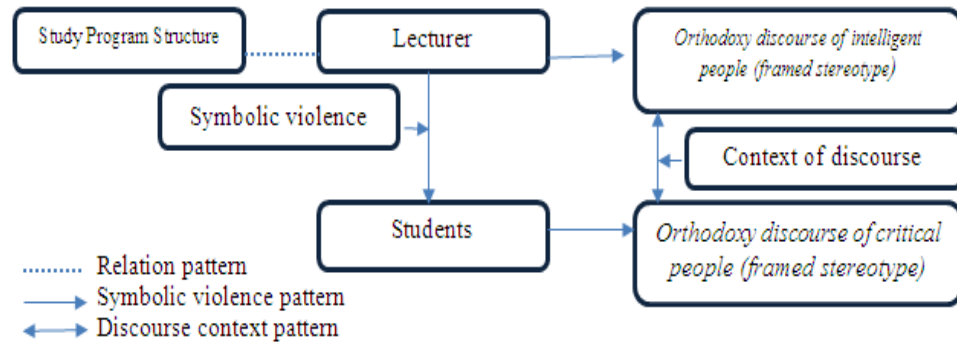 Study Program Structure
Lecturer
Orthodoxy discourse of intelligent
people (framed stereotype)
Symbolic violence
Context of discourse
Students
Orthodoxy discourse of critical
people (framed stereotype)
Relation pattern
Symbolic violence pattern
Discourse context pattern